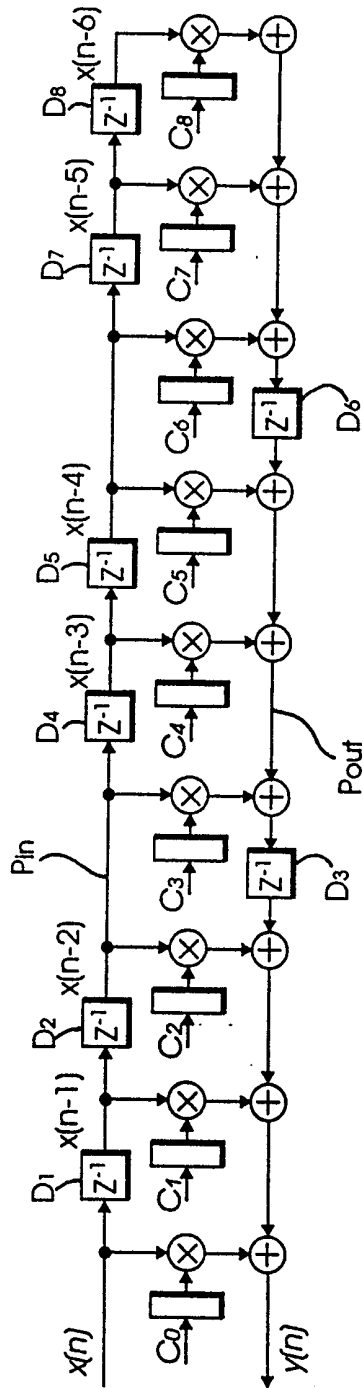 x(n)
D1
Z-1
x(n-1)
D2
Z-1
x(n-2)
Pin
D4
Z-1
x(n-3)
D5
Z-1
x(n-4)
D7
Z-1
x(n-5)
D8
Z-1
x(n-6)
C0
C1
C2
C3
C4
C5
C6
C7
C8
y(n)
Z-1
D3
Pout
Z-1
D6